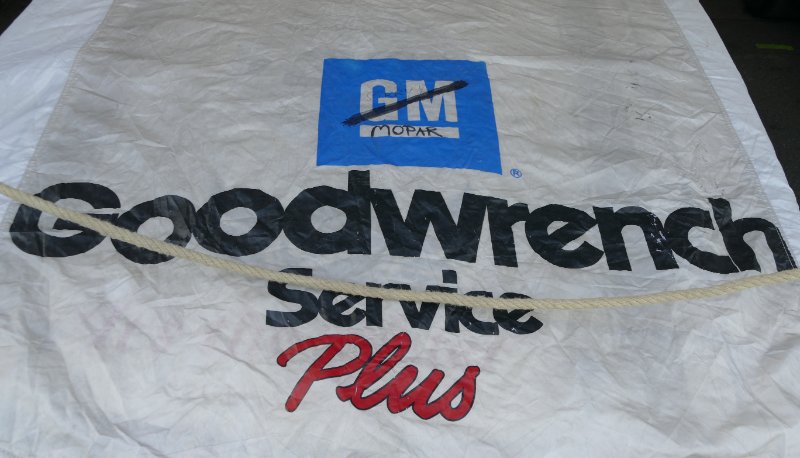 GM
MOPAR
®
Goodwrench
Service
Plus